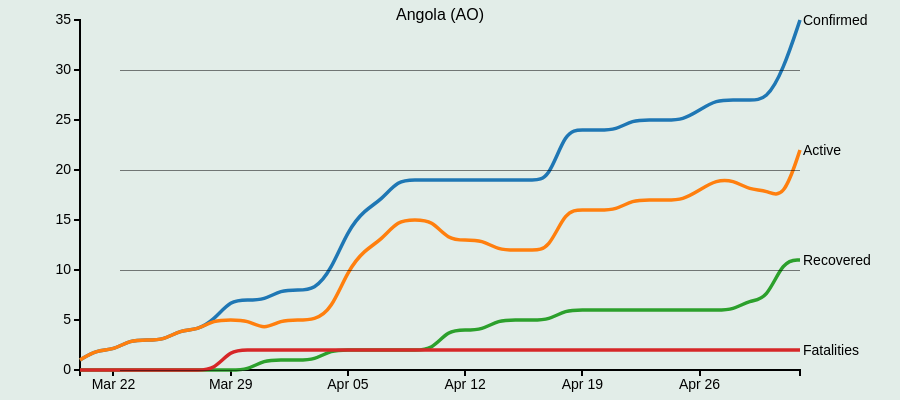 Angola (AO)
35
30
25
20
15
10
5
0
Mar 22
Mar 29
Apr 05
Apr 12
Apr 19
Apr 26
Confirmed
Active
Recovered
Fatalities